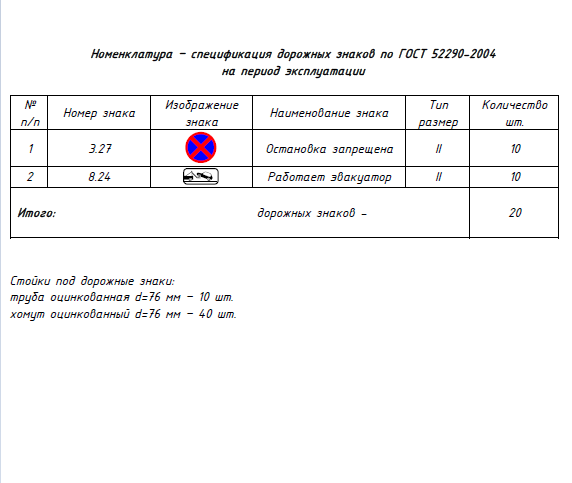 Номенклатура – спецификация дорожных знаков по ГОСТ 52290-2004
на период эксплуатации
№ п/п Номер знака Изображение знака Наименование знака Тип размер Количество шт.
1 3.27 Остановка запрещена II 10
2 8.24 Работает эвакуатор II 10
Итого: дорожных знаков – 20
Стойки под дорожные знаки:
труба оцинкованная d=76 мм – 10 шт.
хомут оцинкованный d=76 мм – 40 шт.